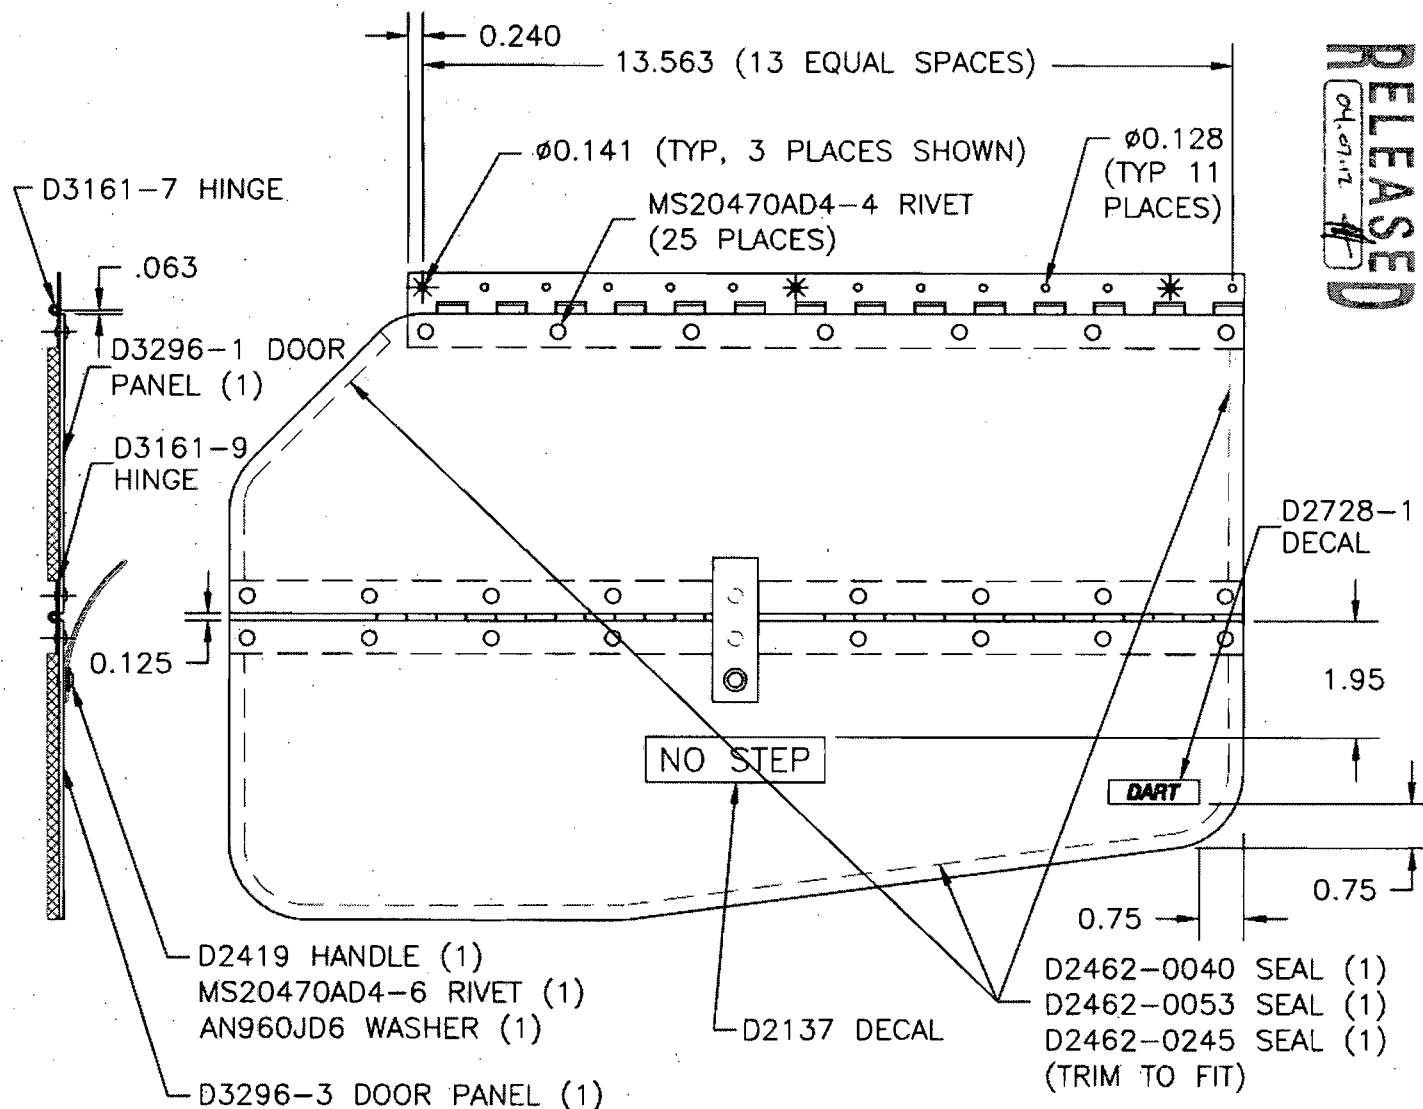 0.240
13.563 (13 EQUAL SPACES)
RELEASED
04.07.12
ø0.141 (TYP, 3 PLACES SHOWN)
ø0.128
(TYP 11
PLACES)
D3161-7 HINGE
MS20470AD4-4 RIVET
(25 PLACES)
.063
D3296-1 DOOR
PANEL (1)
D3161-9
HINGE
D2728-1
DECAL
0.125
1.95
NO STEP
DART
0.75
0.75
D2419 HANDLE (1)
MS20470AD4-6 RIVET (1)
AN960JD6 WASHER (1)
D2137 DECAL
D2462-0040 SEAL (1)
D2462-0053 SEAL (1)
D2462-0245 SEAL (1)
(TRIM TO FIT)
D3296-3 DOOR PANEL (1)